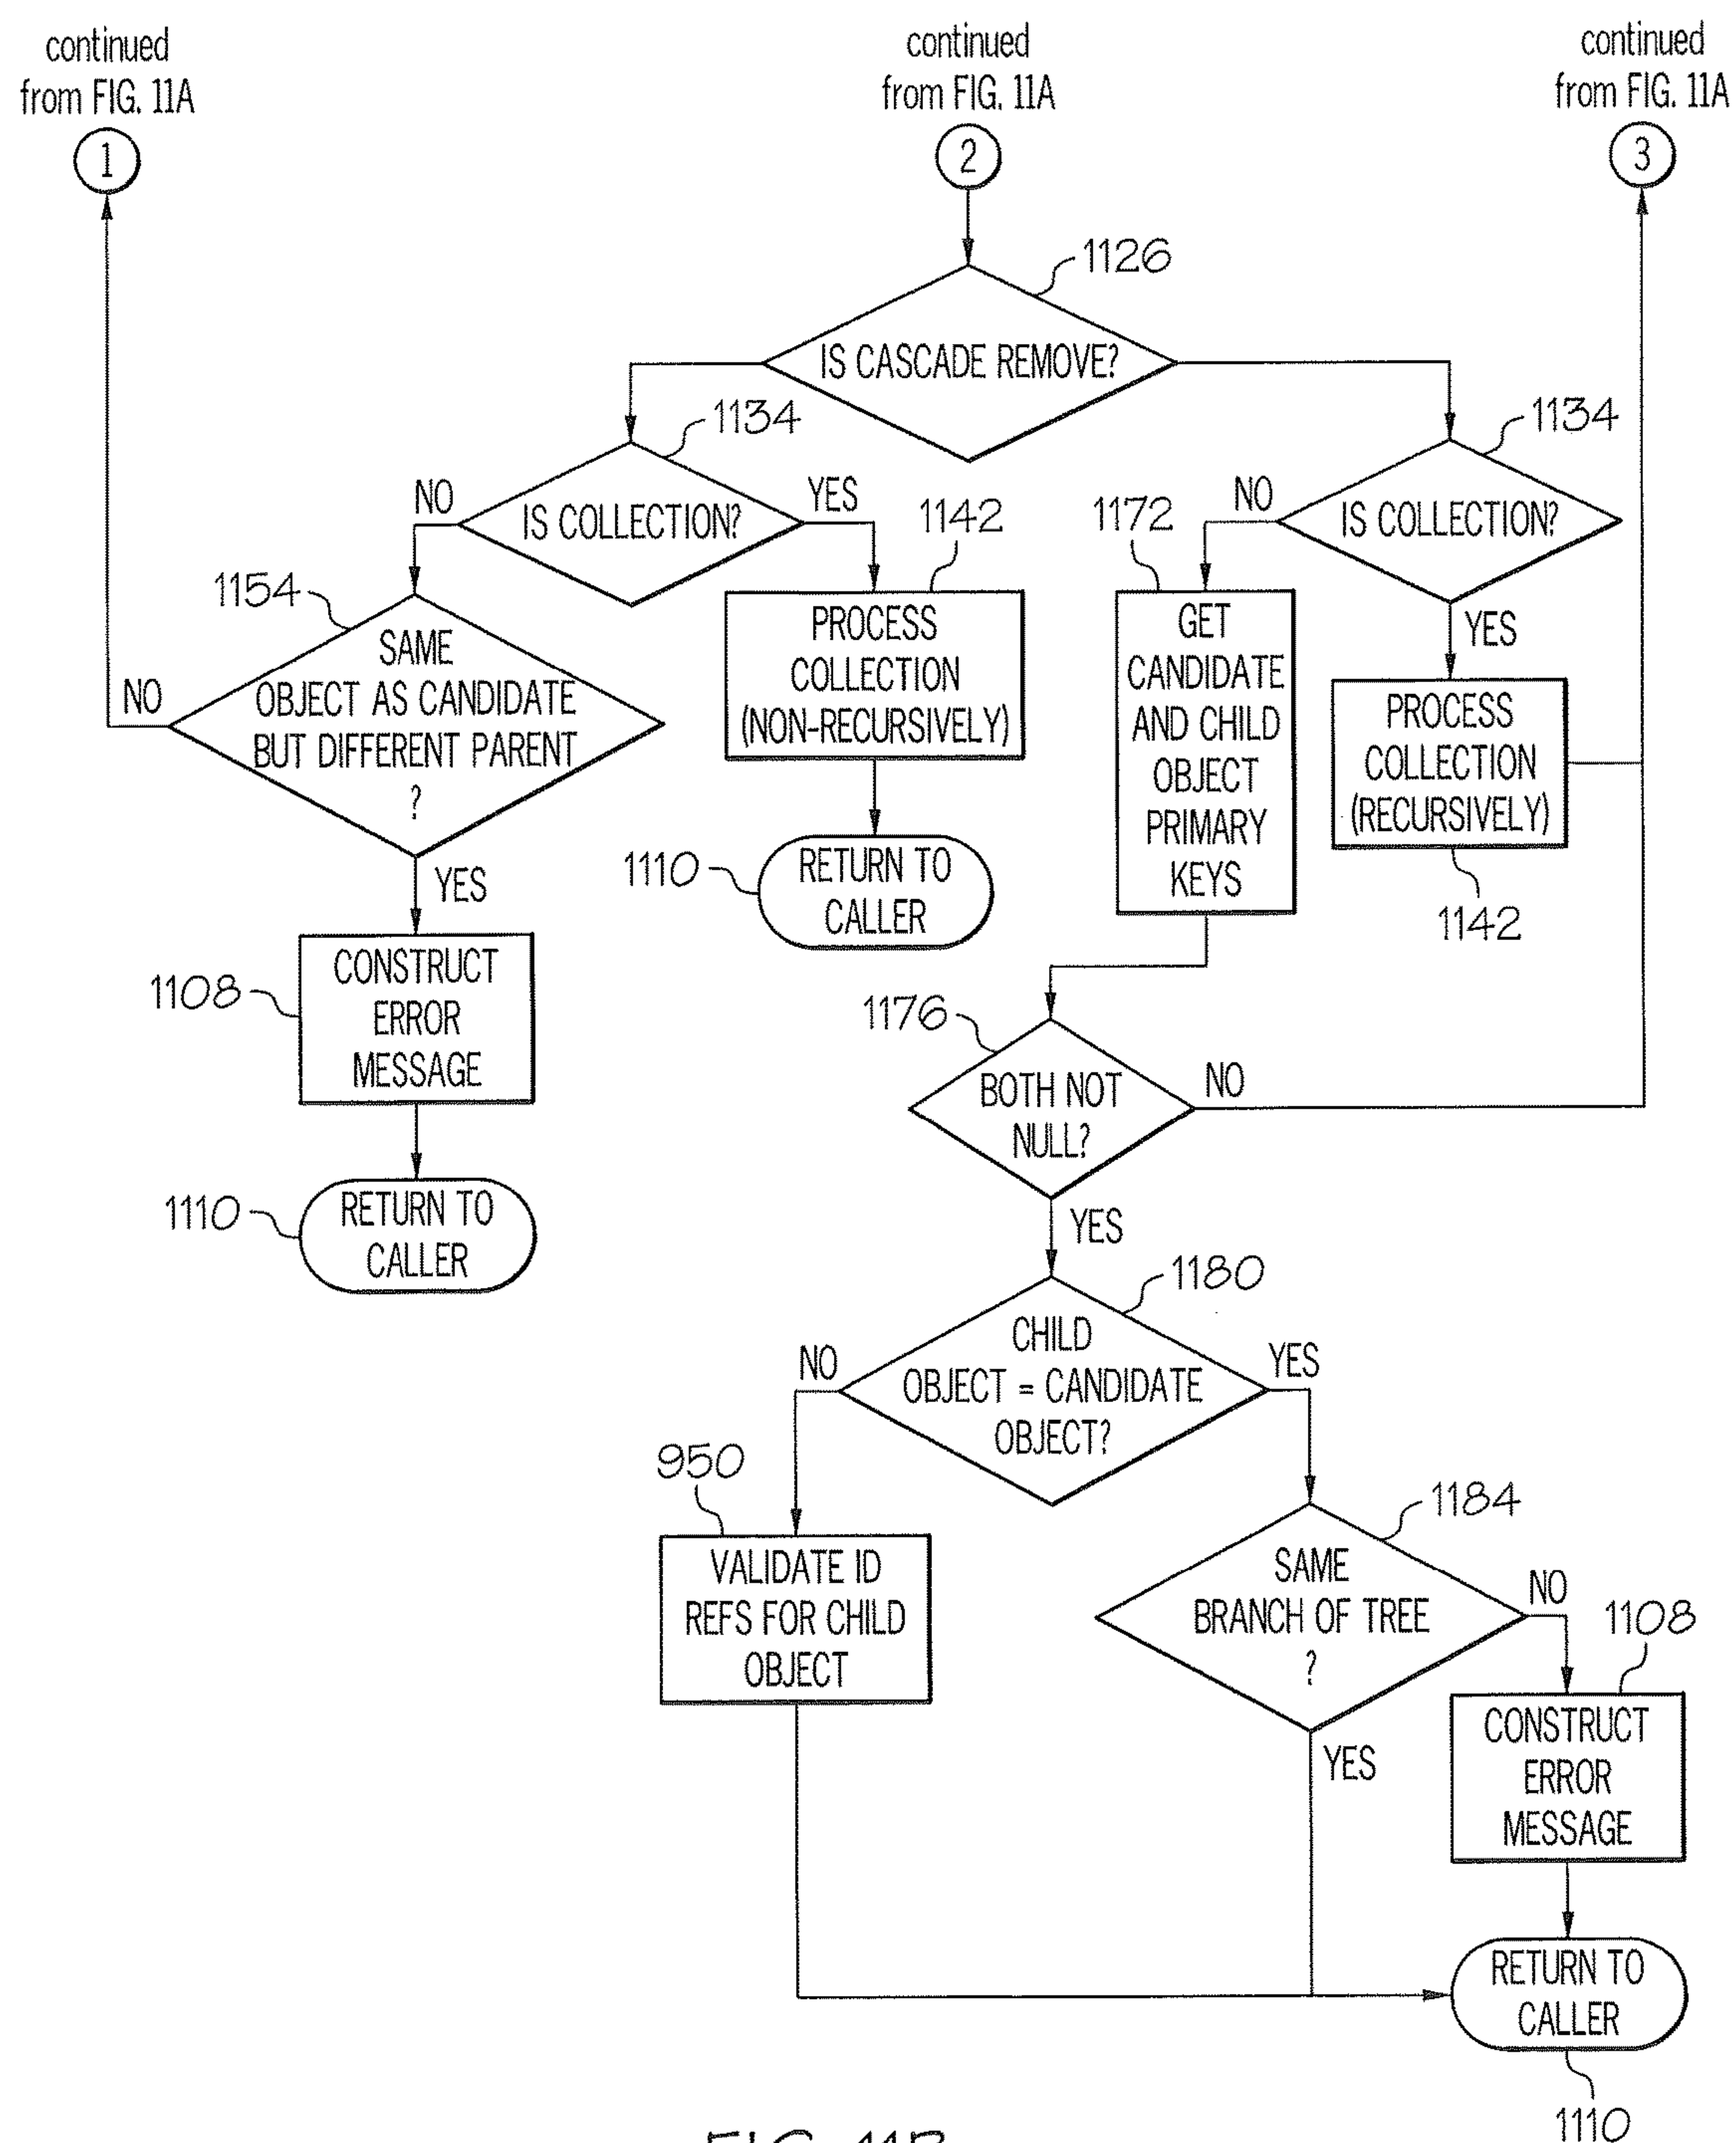 continued
from FIG. 11A
1
continued
from FIG. 11A
2
continued
from FIG. 11A
3
1126
IS CASCADE REMOVE?
1134
NO
IS COLLECTION?
YES
1134
NO
IS COLLECTION?
YES
1154
SAME
OBJECT AS CANDIDATE
BUT DIFFERENT PARENT
?
NO
YES
1142
PROCESS
COLLECTION
(NON-RECURSIVELY)
1110
RETURN TO
CALLER
1172
GET
CANDIDATE
AND CHILD
OBJECT
PRIMARY
KEYS
PROCESS
COLLECTION
(RECURSIVELY)
1142
1108
CONSTRUCT
ERROR
MESSAGE
1110
RETURN TO
CALLER
1176
BOTH NOT
NULL?
NO
YES
1180
CHILD
OBJECT = CANDIDATE
OBJECT?
NO
YES
950
VALIDATE ID
REFS FOR CHILD
OBJECT
1184
SAME
BRANCH OF TREE
?
NO
YES
1108
CONSTRUCT
ERROR
MESSAGE
RETURN TO
CALLER
1110
FIG. 11B